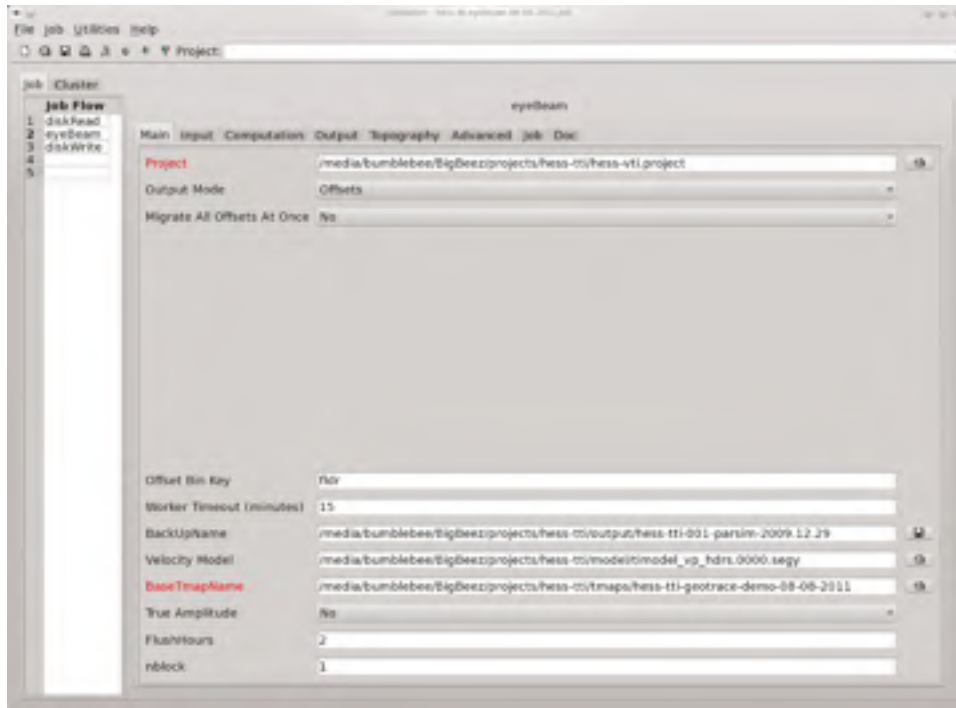 File Job Utilities Help
Project:
Job Cluster
Job Flow
1 diskRead
2 eyeBeam
3 diskWrite
4
5
eyeBeam
Main Input Computation Output Topography Advanced Job Doc
Project /media/bumblebee/BigBeez/projects/hess-tti/hess-vti.project
Output Mode Offsets
Migrate All Offsets At Once No
Offset Bin Key
Worker Timeout (minutes) 15
BackUpName /media/bumblebee/BigBeez/projects/hess-tti/output/hess-tti-001-parsim-2009.12.29
Velocity Model /media/bumblebee/BigBeez/projects/hess-tti/model/timodel_vp_hdrs.0000.segy
BaseTmapName /media/bumblebee/BigBeez/projects/hess-tti/tmaps/hess-tti-geotrace-demo-08-08-2011
True Amplitude No
FlushHours 2
nblock 1